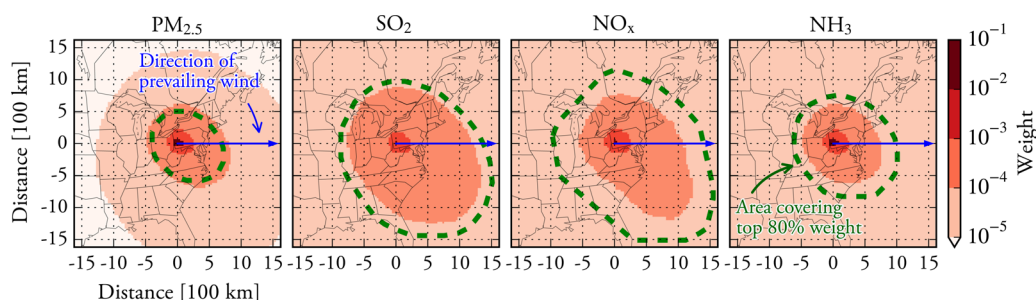 PM2.5
SO2
NOx
NH3
Distance [100 km]
15
10
5
0
-5
-10
-15
Direction of
prevailing wind
Area covering
top 80% weight
-15 -10 -5 0 5 10 15
-15 -10 -5 0 5 10 15
-15 -10 -5 0 5 10 15
-15 -10 -5 0 5 10 15
Distance [100 km]
10^-1
10^-2
10^-3
10^-4
10^-5
Weight